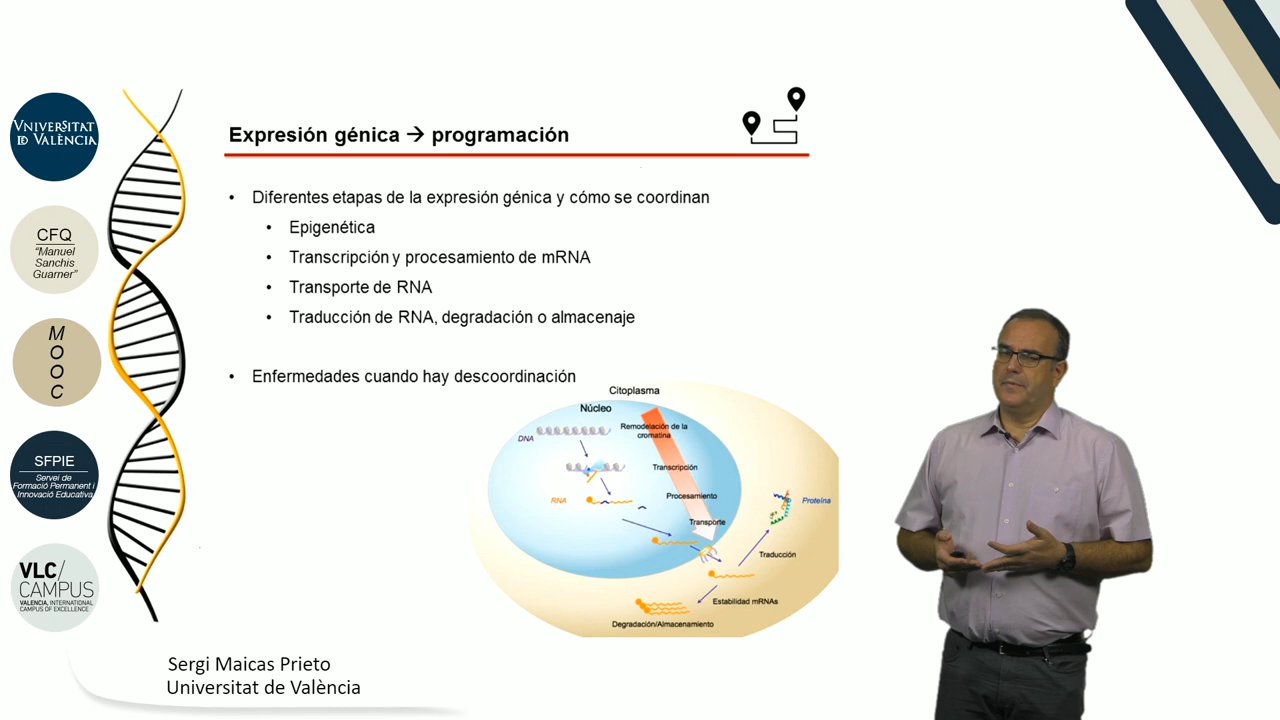 VNIVERSITAT
ID VALÈNCIA
CFQ
"Manuel
Sanchis
Guarner"
M
O
O
C
SFPIE
Servei de
Formació Permanent i
Innovació Educativa
VLC/
CAMPUS
VALENCIA, INTERNATIONAL
CAMPUS OF EXCELLENCE
Expresión génica → programación
• Diferentes etapas de la expresión génica y cómo se coordinan
• Epigenética
• Transcripción y procesamiento de mRNA
• Transporte de RNA
• Traducción de RNA, degradación o almacenaje
• Enfermedades cuando hay descoordinación
Citoplasma
Núcleo
DNA
Remodelación de la
cromatina
Transcripción
RNA
Procesamiento
Proteína
Transporte
Traducción
Estabilidad mRNAs
Degradación/Almacenamiento
Sergi Maicas Prieto
Universitat de València